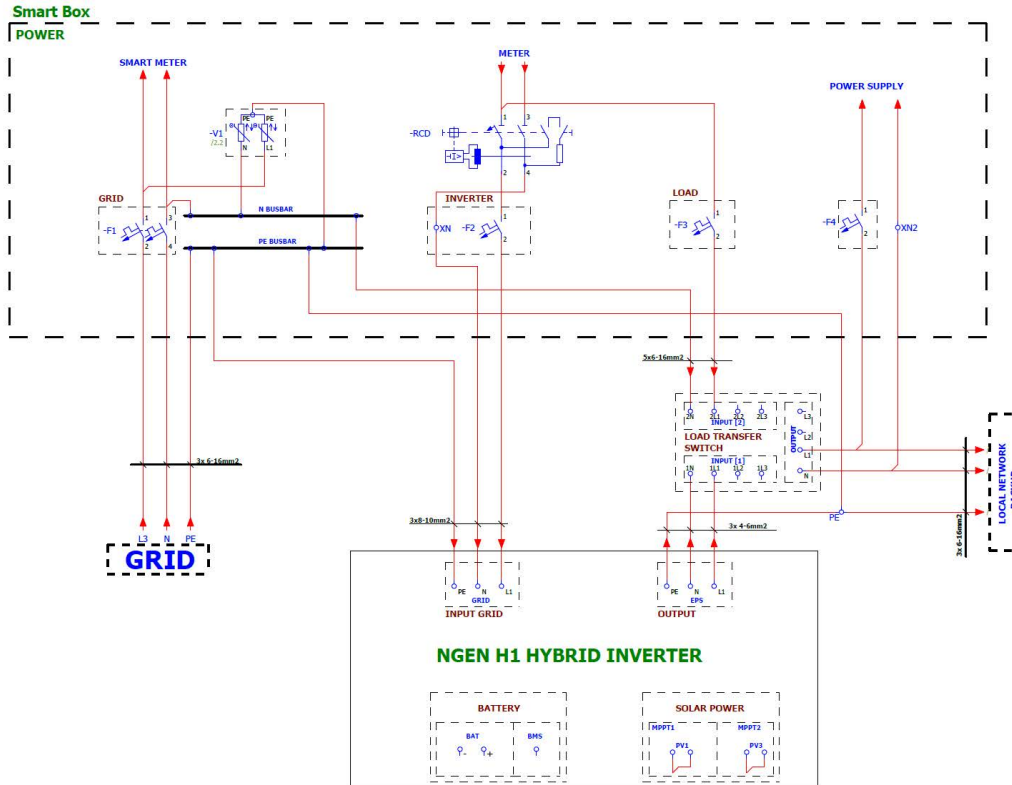 Smart Box
POWER
SMART METER
METER
POWER SUPPLY
PE PE
-V1
/2.2
N L1
1 3
-RCD
I>
2 4
GRID
INVERTER
LOAD
1 3
-F1
2 4
N BUSBAR
PE BUSBAR
XN
-F2
1
2
-F3
1
2
-F4
1
2
XN2
5x6-16mm2
2N 2L1 2L2 2L3
INPUT [2]
LOAD TRANSFER
SWITCH
INPUT [1]
1N 1L1 1L2 1L3
OUTPUT
L3
L2
L1
N
LOCAL NETWORK
3x 6-16mm2
3x 6-16mm2
L3 N PE
GRID
3x8-10mm2
3x 4-6mm2
PE
PE N L1
GRID
INPUT GRID
PE N L1
EPS
OUTPUT
NGEN H1 HYBRID INVERTER
BATTERY
BAT
- +
BMS
SOLAR POWER
MPPT1
PV1
MPPT2
PV3